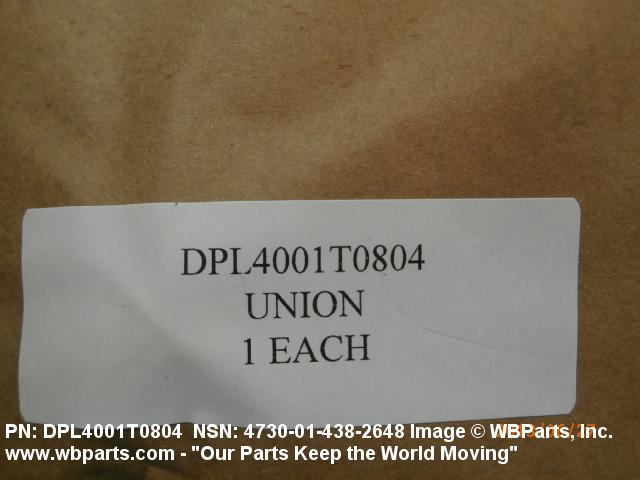 DPL4001T0804
UNION
1 EACH
PN: DPL4001T0804 NSN: 4730-01-438-2648 Image © WBParts, Inc.
www.wbparts.com - "Our Parts Keep the World Moving"